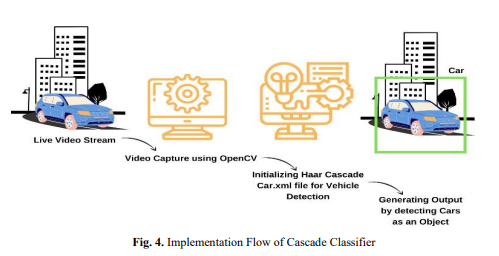 Car
Live Video Stream
Video Capture using OpenCV
Initializing Haar Cascade
Car.xml file for Vehicle
Detection
Generating Output
by detecting Cars
as an Object
Fig. 4. Implementation Flow of Cascade Classifier